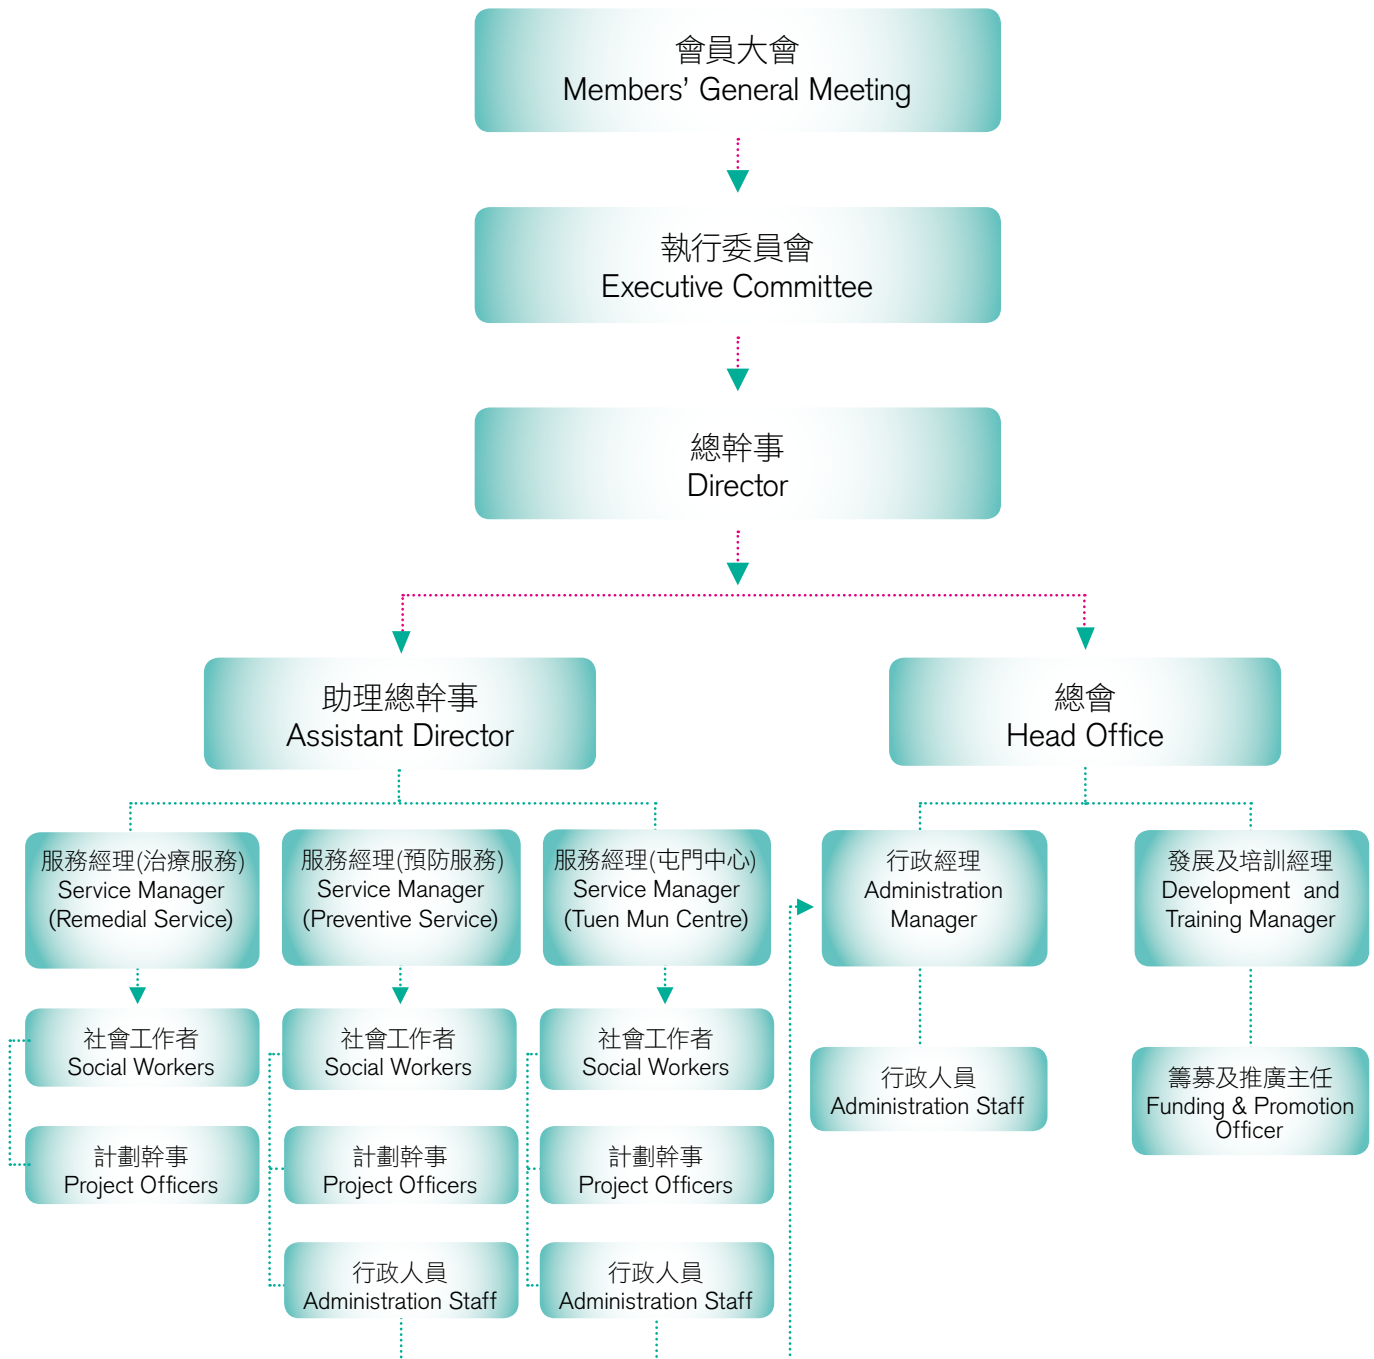 會員大會
Members’ General Meeting
執行委員會
Executive Committee
總幹事
Director
助理總幹事
Assistant Director
總會
Head Office
服務經理(治療服務)
Service Manager
(Remedial Service)
服務經理(預防服務)
Service Manager
(Preventive Service)
服務經理(屯門中心)
Service Manager
(Tuen Mun Centre)
行政經理
Administration
Manager
發展及培訓經理
Development and
Training Manager
社會工作者
Social Workers
社會工作者
Social Workers
社會工作者
Social Workers
行政人員
Administration Staff
籌募及推廣主任
Funding & Promotion
Officer
計劃幹事
Project Officers
計劃幹事
Project Officers
計劃幹事
Project Officers
行政人員
Administration Staff
行政人員
Administration Staff